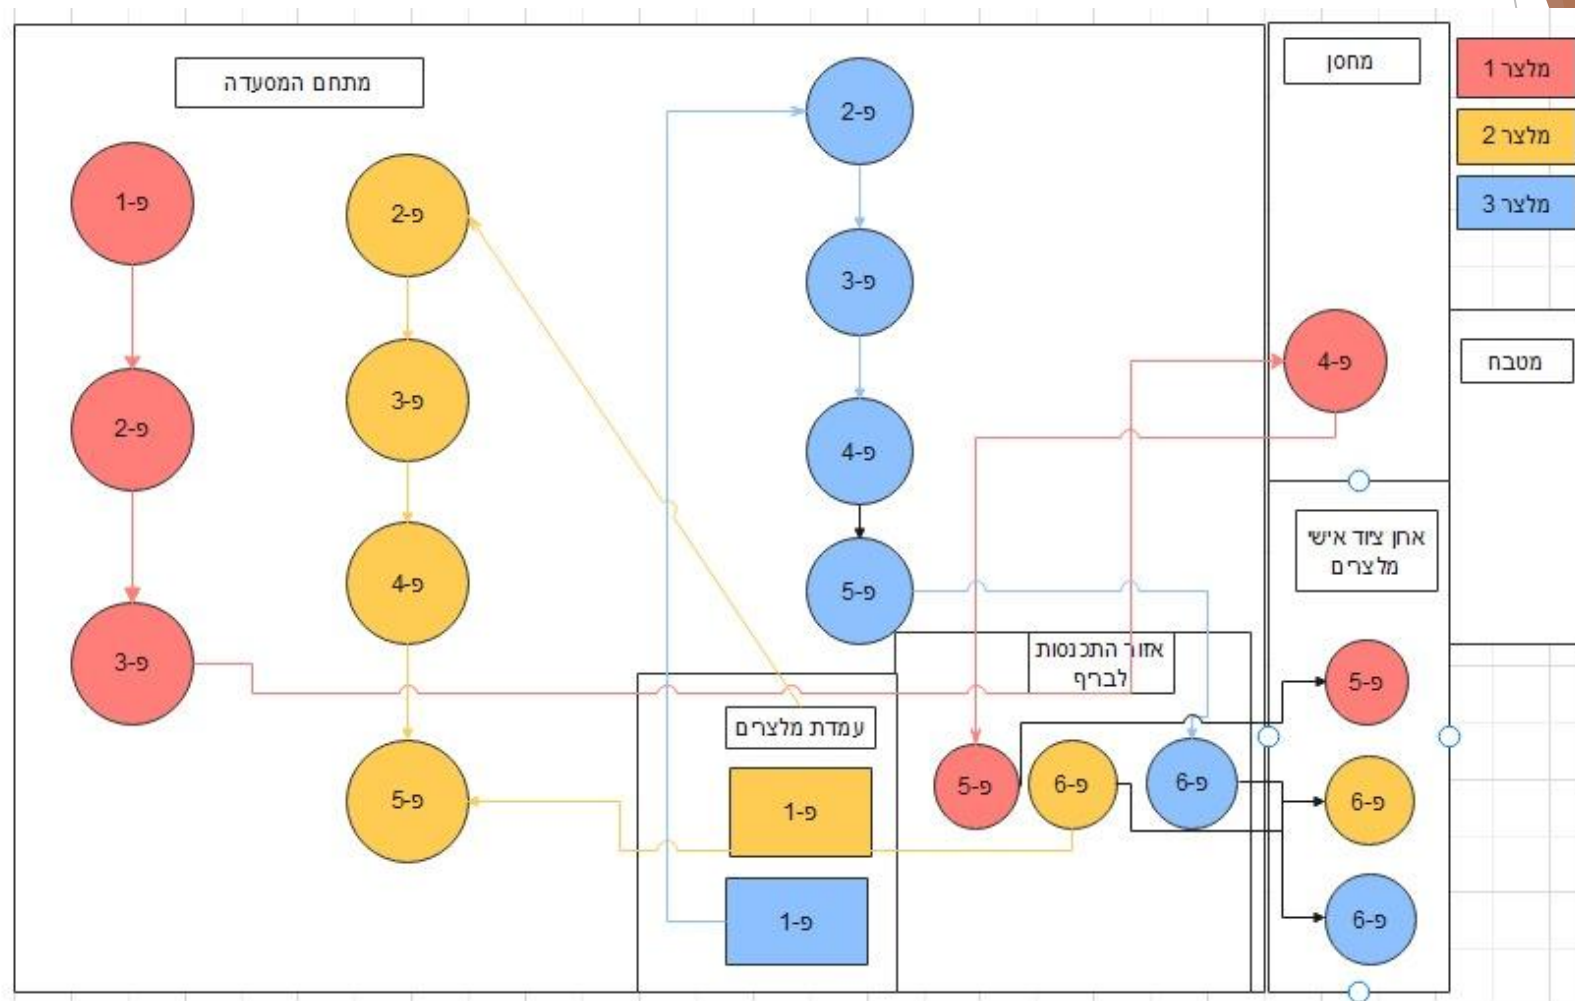 מתחם המסעדה
מחסן
מלצר 1
מלצר 2
מלצר 3
פ-1
פ-2
פ-3
פ-2
פ-3
פ-4
פ-5
פ-2
פ-3
פ-4
פ-5
פ-4
מטבח
אחן ציוד אישי
מלצרים
אזור התכנסות
לבריף
עמדת מלצרים
פ-1
פ-1
פ-5
פ-6
פ-6
פ-5
פ-6
פ-6